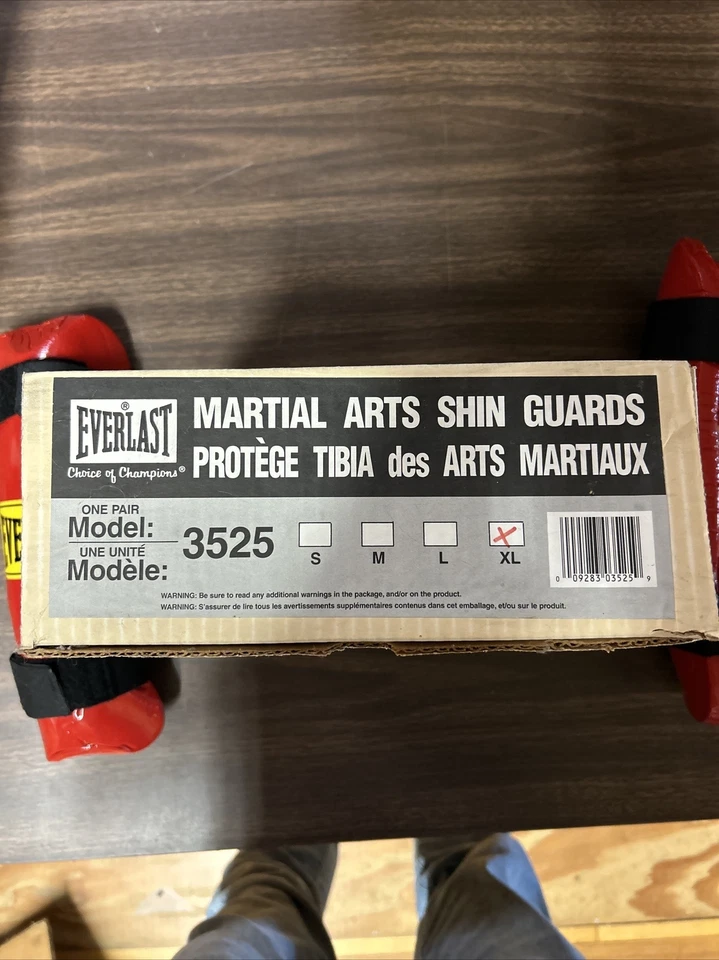 EVERLAST®
Choice of Champions®
MARTIAL ARTS SHIN GUARDS
PROTÈGE TIBIA des ARTS MARTIAUX
ONE PAIR
Model:
UNE UNITÉ
Modèle:
3525
S M L XL
0 09283 03525 9
WARNING: Be sure to read any additional warnings in the package, and/or on the product.
WARNING: S'assurer de lire tous les avertissements supplémentaires contenus dans cet emballage, et/ou sur le produit.
EVE